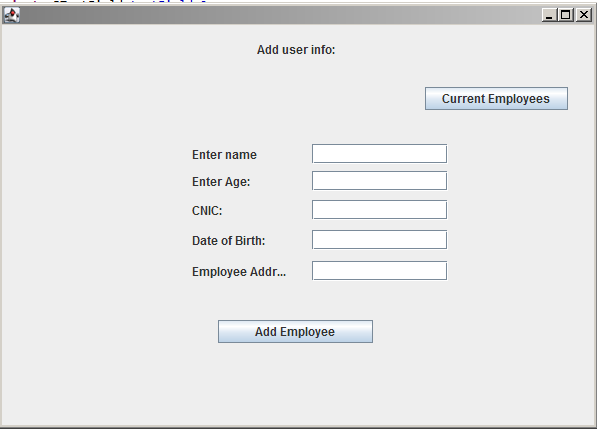 Add user info:
Current Employees
Enter name
Enter Age:
CNIC:
Date of Birth:
Employee Addr...
Add Employee